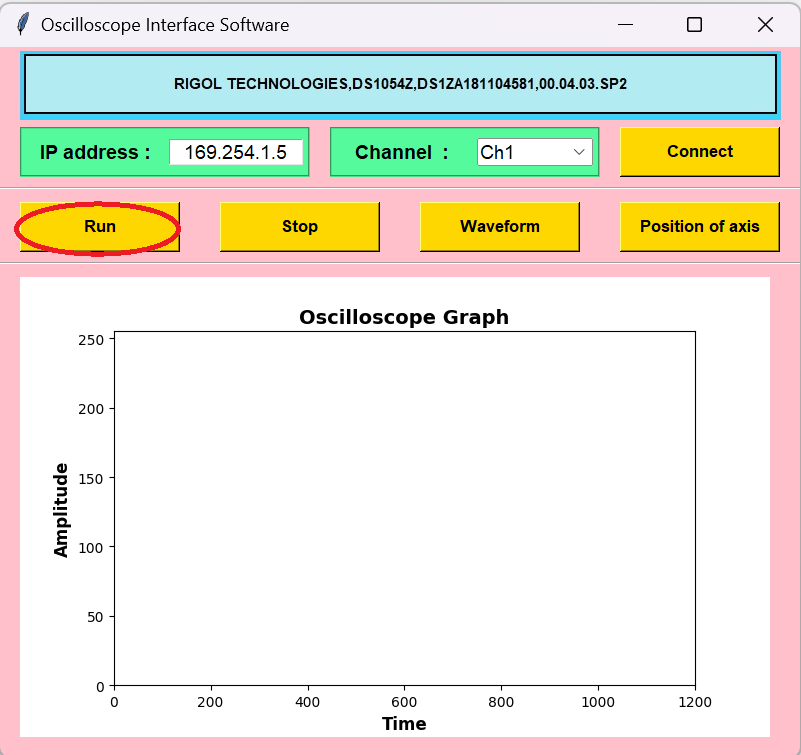 Oscilloscope Interface Software
RIGOL TECHNOLOGIES,DS1054Z,DS1ZA181104581,00.04.03.SP2
IP address : 169.254.1.5 Channel : Ch1 Connect
Run Stop Waveform Position of axis
Oscilloscope Graph
250
200
150
100
50
0
Amplitude
0 200 400 600 800 1000 1200
Time